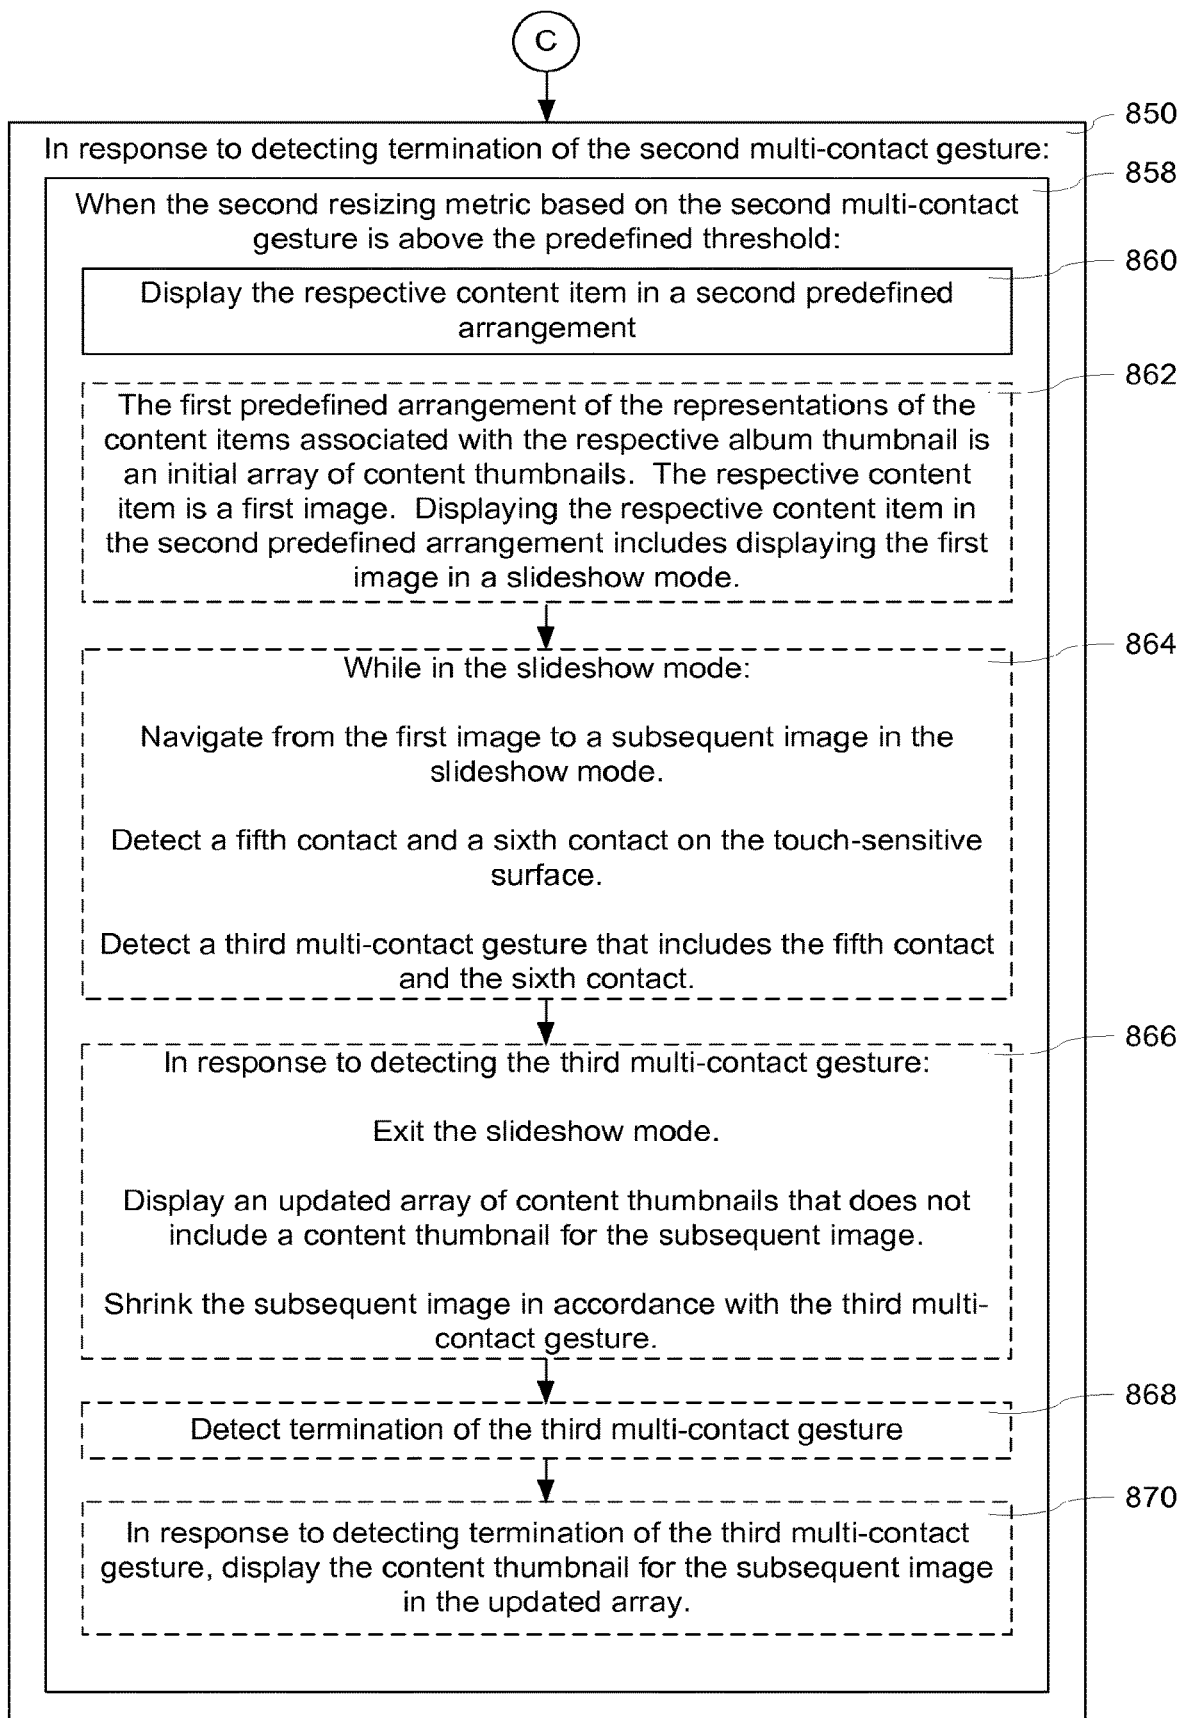 C
850
In response to detecting termination of the second multi-contact gesture:
858
When the second resizing metric based on the second multi-contact
gesture is above the predefined threshold:
860
Display the respective content item in a second predefined
arrangement
862
The first predefined arrangement of the representations of the
content items associated with the respective album thumbnail is
an initial array of content thumbnails.  The respective content
item is a first image.  Displaying the respective content item in
the second predefined arrangement includes displaying the first
image in a slideshow mode.
864
While in the slideshow mode:
Navigate from the first image to a subsequent image in the
slideshow mode.
Detect a fifth contact and a sixth contact on the touch-sensitive
surface.
Detect a third multi-contact gesture that includes the fifth contact
and the sixth contact.
866
In response to detecting the third multi-contact gesture:
Exit the slideshow mode.
Display an updated array of content thumbnails that does not
include a content thumbnail for the subsequent image.
Shrink the subsequent image in accordance with the third multi-
contact gesture.
868
Detect termination of the third multi-contact gesture
870
In response to detecting termination of the third multi-contact
gesture, display the content thumbnail for the subsequent image
in the updated array.